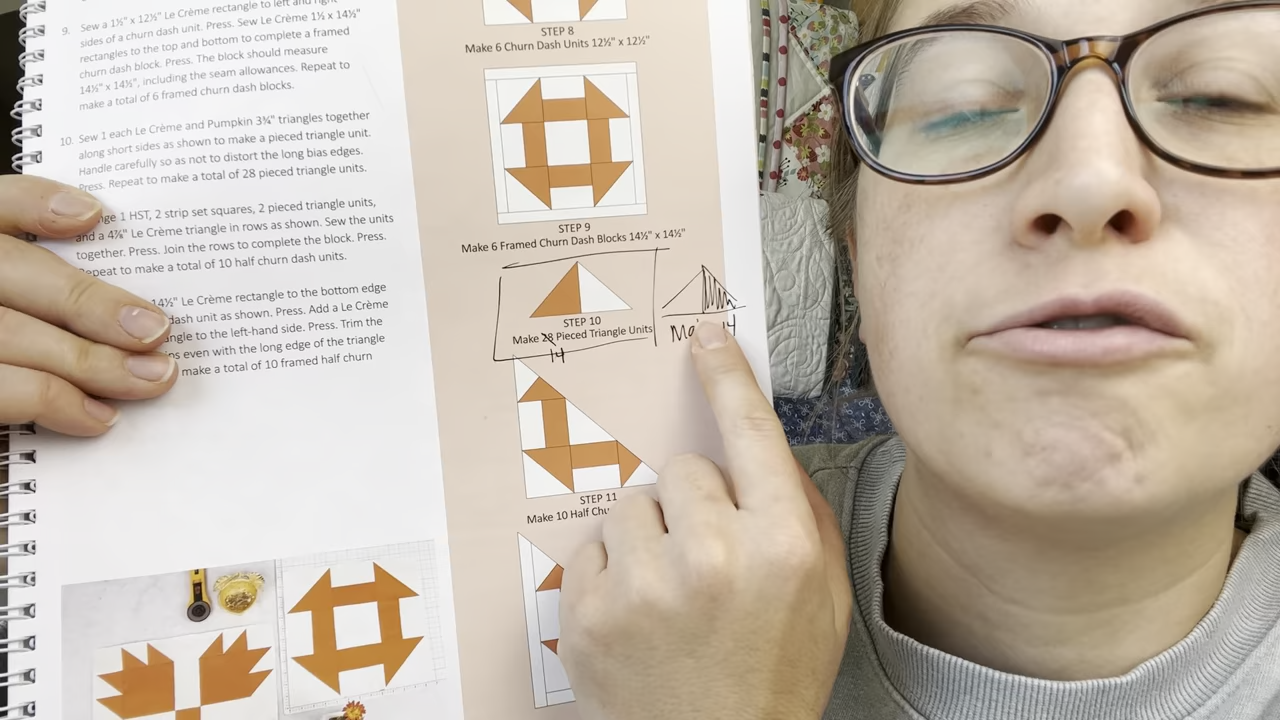 9. Sew a 1½" x 12½" Le Crème rectangle to left and right
sides of a churn dash unit. Press. Sew Le Crème 1½ x 14½"
rectangles to the top and bottom to complete a framed
churn dash block. Press. The block should measure
14½" x 14½", including the seam allowances. Repeat to
make a total of 6 framed churn dash blocks.
10. Sew 1 each Le Crème and Pumpkin 3¾" triangles together
along short sides as shown to make a pieced triangle unit.
Handle carefully so as not to distort the long bias edges.
Press. Repeat to make a total of 28 pieced triangle units.
1 HST, 2 strip set squares, 2 pieced triangle units,
and a 4⅞" Le Crème triangle in rows as shown. Sew the units
together. Press. Join the rows to complete the block. Press.
Repeat to make a total of 10 half churn dash units.
14½" Le Crème rectangle to the bottom edge
dash unit as shown. Press. Add a Le Crème
to the left-hand side. Press. Trim the
even with the long edge of the triangle
make a total of 10 framed half churn
STEP 8
Make 6 Churn Dash Units 12½" x 12½"
STEP 9
Make 6 Framed Churn Dash Blocks 14½" x 14½"
STEP 10
Make 28 Pieced Triangle Units
14
14
STEP 11
Make 10 Half